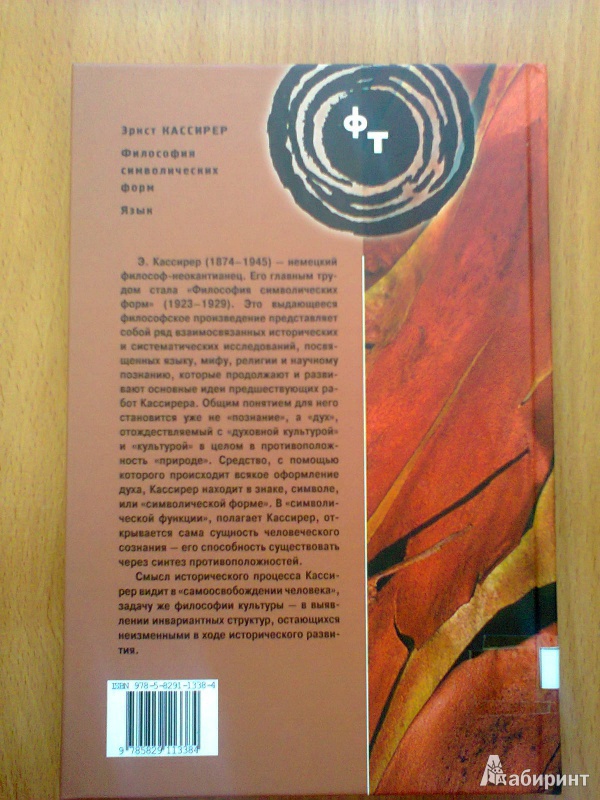 Ф
Т
Эрнст КАССИРЕР
Философия
символических
форм
Язык
Э. Кассирер (1874–1945) – немецкий
философ-неокантианец. Его главным тру-
дом стала «Философия символических
форм» (1923–1929). Это выдающееся
философское произведение представляет
собой ряд взаимосвязанных исторических
и систематических исследований, посвя-
щенных языку, мифу, религии и научному
познанию, которые продолжают и разви-
вают основные идеи предшествующих ра-
бот Кассирера. Общим понятием для него
становится уже не «познание», а «дух»,
отождествляемый с «духовной культурой»
и «культурой» в целом в противополож-
ность «природе». Средство, с помощью
которого происходит всякое оформление
духа, Кассирер находит в знаке, символе,
или «символической форме». В «символи-
ческой функции», полагает Кассирер, от-
крывается сама сущность человеческого
сознания – его способность существовать
через синтез противоположностей.
Смысл исторического процесса Касси-
рер видит в «самоосвобождении человека»,
задачу же философии культуры – в выяв-
лении инвариантных структур, остающихся
неизменными в ходе исторического разви-
тия.
ISBN 978-5-8291-1338-4
9 785829 113384
Лабиринт